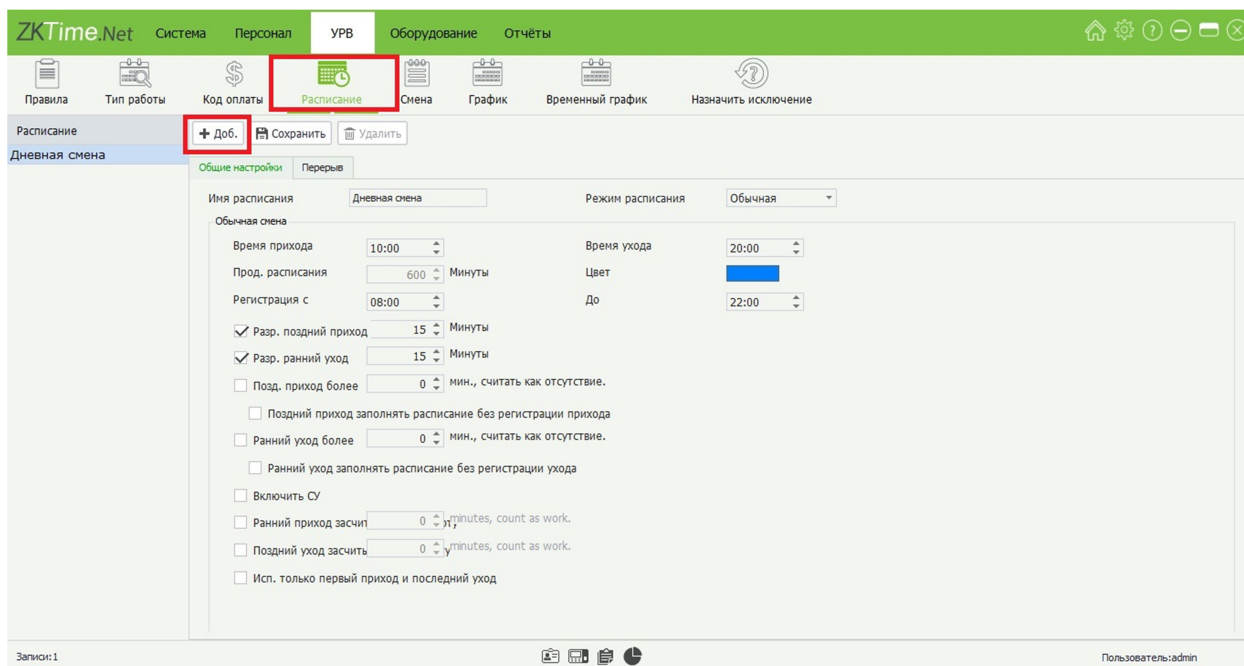 ZKTime.Net Система Персонал УРВ Оборудование Отчёты
Правила Тип работы Код оплаты Расписание Смена График Временный график Назначить исключение
Расписание + Доб. Сохранить Удалить
Дневная смена
Общие настройки Перерыв
Имя расписания Дневная смена Режим расписания Обычная
Обычная смена
Время прихода 10:00 Время ухода 20:00
Прод. расписания 600 Минуты Цвет
Регистрация с 08:00 До 22:00
Разр. поздний приход 15 Минуты
Разр. ранний уход 15 Минуты
Позд. приход более 0 мин., считать как отсутствие.
Поздний приход заполнять расписание без регистрации прихода
Ранний уход более 0 мин., считать как отсутствие.
Ранний уход заполнять расписание без регистрации ухода
Включить СУ
Ранний приход 0 minutes, count as work.
Поздний уход 0 minutes, count as work.
Исп. только первый приход и последний уход
Записи:1 Пользователь:admin